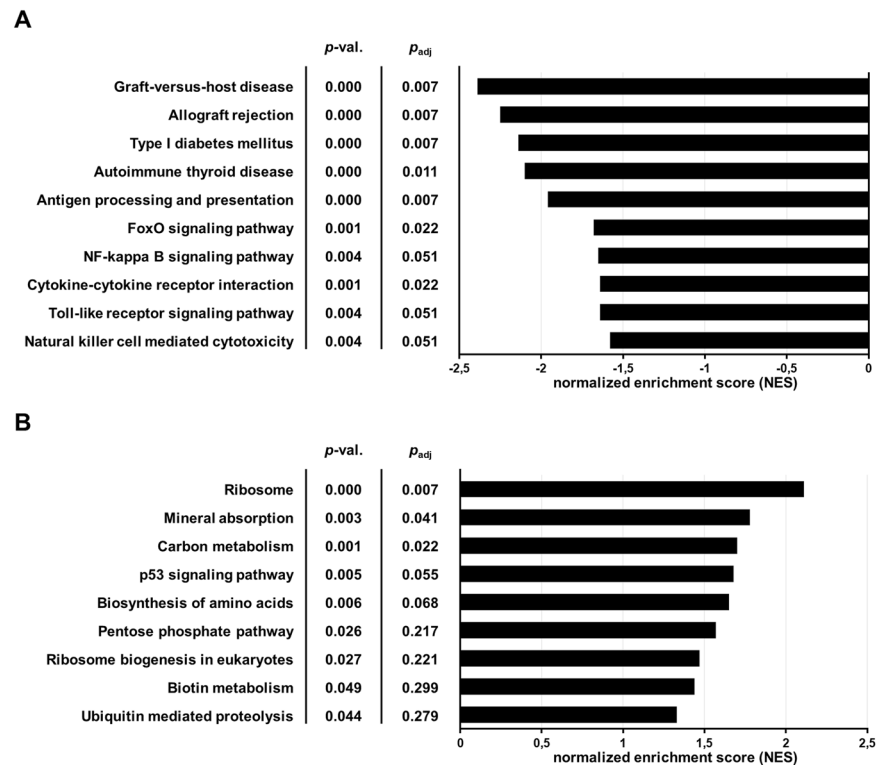 A
p-val. padj
Graft-versus-host disease 0.000 0.007
Allograft rejection 0.000 0.007
Type I diabetes mellitus 0.000 0.007
Autoimmune thyroid disease 0.000 0.011
Antigen processing and presentation 0.000 0.007
FoxO signaling pathway 0.001 0.022
NF-kappa B signaling pathway 0.004 0.051
Cytokine-cytokine receptor interaction 0.001 0.022
Toll-like receptor signaling pathway 0.004 0.051
Natural killer cell mediated cytotoxicity 0.004 0.051
-2,5 -2 -1,5 -1 -0,5 0
normalized enrichment score (NES)
B
p-val. padj
Ribosome 0.000 0.007
Mineral absorption 0.003 0.041
Carbon metabolism 0.001 0.022
p53 signaling pathway 0.005 0.055
Biosynthesis of amino acids 0.006 0.068
Pentose phosphate pathway 0.026 0.217
Ribosome biogenesis in eukaryotes 0.027 0.221
Biotin metabolism 0.049 0.299
Ubiquitin mediated proteolysis 0.044 0.279
0 0,5 1 1,5 2 2,5
normalized enrichment score (NES)